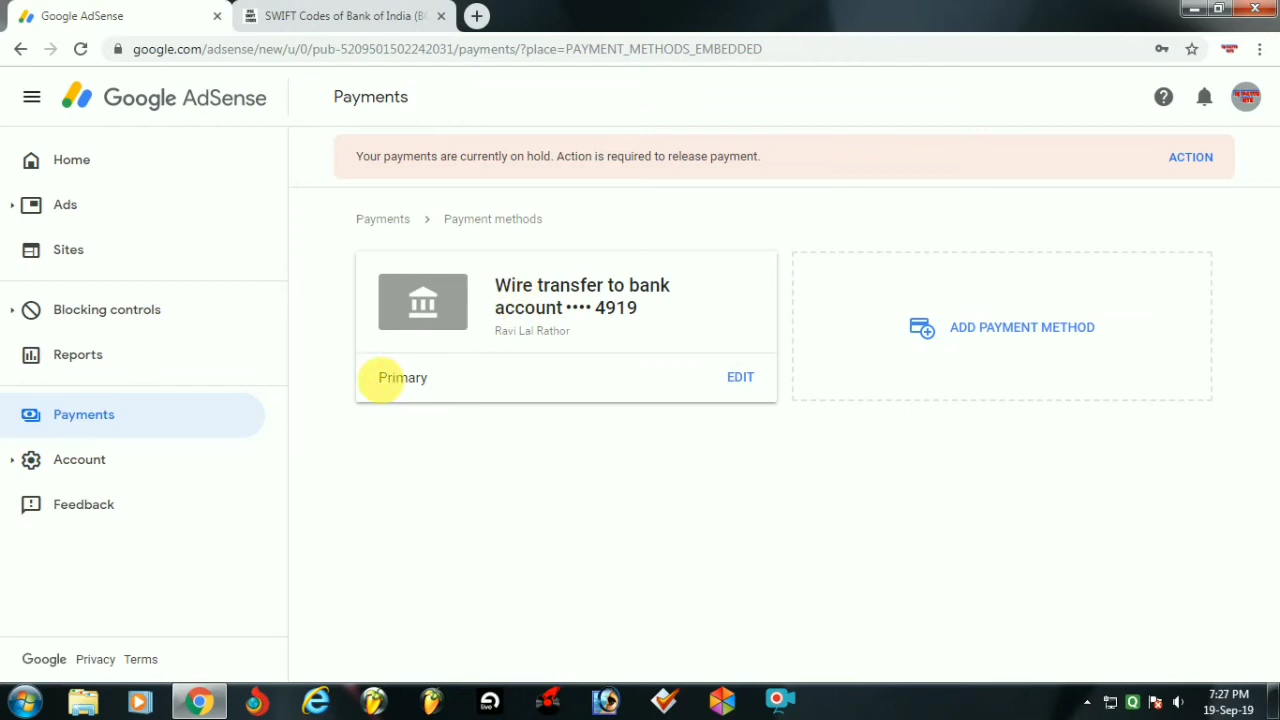 Google AdSense
SWIFT Codes of Bank of India (B
google.com/adsense/new/u/0/pub-5209501502242031/payments/?place=PAYMENT_METHODS_EMBEDDED
Google AdSense
Payments
Home
Ads
Sites
Blocking controls
Reports
Payments
Account
Feedback
Google Privacy Terms
Your payments are currently on hold. Action is required to release payment.
ACTION
Payments > Payment methods
Wire transfer to bank
account •••• 4919
Ravi Lal Rathor
Primary
EDIT
ADD PAYMENT METHOD
live
7:27 PM
19-Sep-19